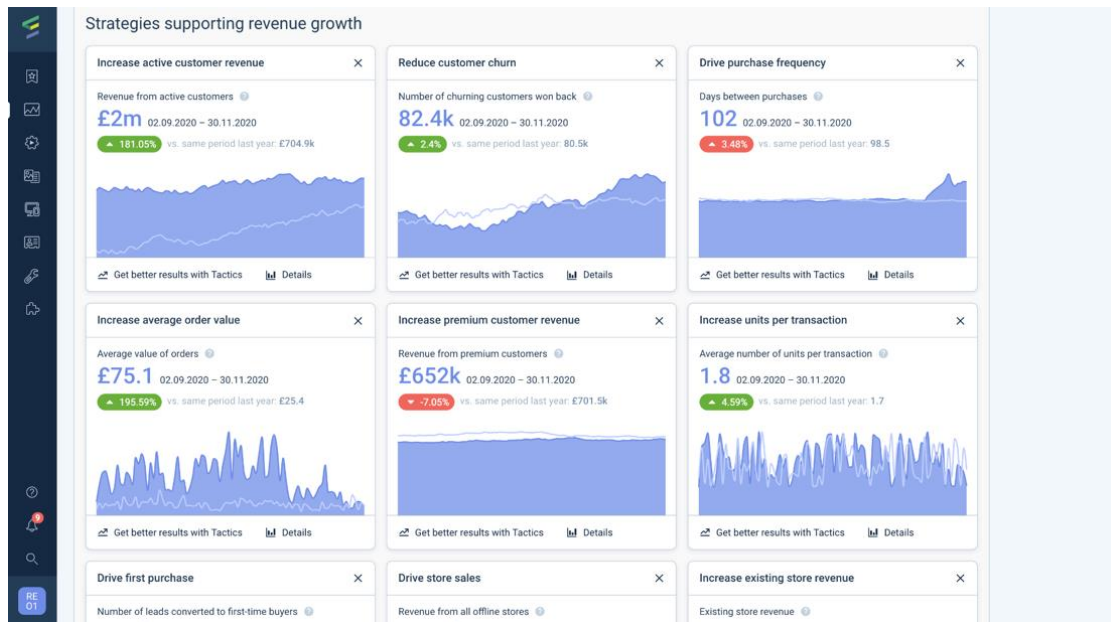 Strategies supporting revenue growth
Increase active customer revenue
Revenue from active customers
£2m 02.09.2020 – 30.11.2020
181.05% vs. same period last year: £704.9k
Get better results with Tactics Details
Reduce customer churn
Number of churning customers won back
82.4k 02.09.2020 – 30.11.2020
2.4% vs. same period last year: 80.5k
Get better results with Tactics Details
Drive purchase frequency
Days between purchases
102 02.09.2020 – 30.11.2020
3.48% vs. same period last year: 98.5
Get better results with Tactics Details
Increase average order value
Average value of orders
£75.1 02.09.2020 – 30.11.2020
195.59% vs. same period last year: £25.4
Get better results with Tactics Details
Increase premium customer revenue
Revenue from premium customers
£652k 02.09.2020 – 30.11.2020
-7.05% vs. same period last year: £701.5k
Get better results with Tactics Details
Increase units per transaction
Average number of units per transaction
1.8 02.09.2020 – 30.11.2020
4.59% vs. same period last year: 1.7
Get better results with Tactics Details
Drive first purchase
Number of leads converted to first-time buyers
Drive store sales
Revenue from all offline stores
Increase existing store revenue
Existing store revenue
9
RE
01